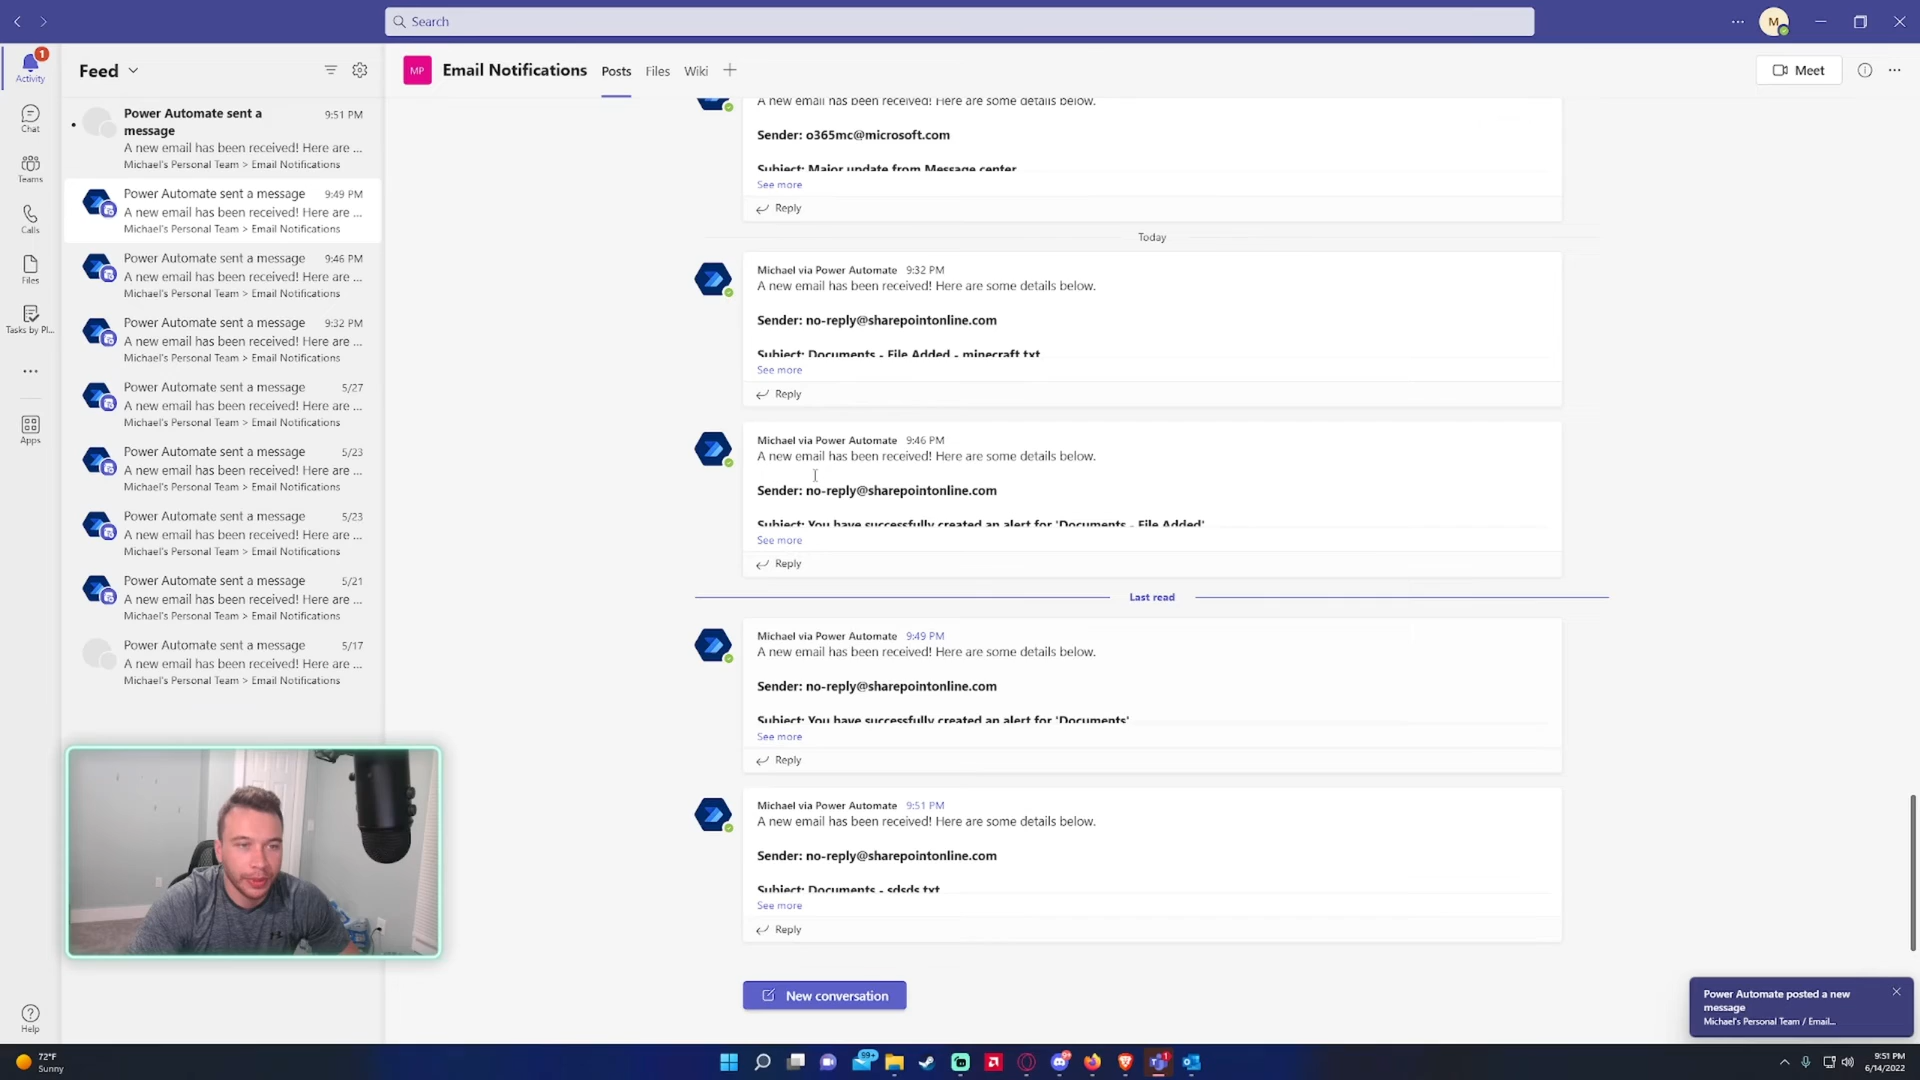 Search
M
1
Activity
Chat
Teams
Calls
Files
Tasks by Pl...
Apps
Help
Feed
Power Automate sent a message 9:51 PM
A new email has been received! Here are ...
Michael's Personal Team > Email Notifications
Power Automate sent a message 9:49 PM
A new email has been received! Here are ...
Michael's Personal Team > Email Notifications
Power Automate sent a message 9:46 PM
A new email has been received! Here are ...
Michael's Personal Team > Email Notifications
Power Automate sent a message 9:32 PM
A new email has been received! Here are ...
Michael's Personal Team > Email Notifications
Power Automate sent a message 5/27
A new email has been received! Here are ...
Michael's Personal Team > Email Notifications
Power Automate sent a message 5/23
A new email has been received! Here are ...
Michael's Personal Team > Email Notifications
Power Automate sent a message 5/23
A new email has been received! Here are ...
Michael's Personal Team > Email Notifications
Power Automate sent a message 5/21
A new email has been received! Here are ...
Michael's Personal Team > Email Notifications
Power Automate sent a message 5/17
A new email has been received! Here are ...
Michael's Personal Team > Email Notifications
MP Email Notifications Posts Files Wiki
Meet
A new email has been received! Here are some details below.
Sender: o365mc@microsoft.com
Subject: Major update from Message center
See more
Reply
Today
Michael via Power Automate 9:32 PM
A new email has been received! Here are some details below.
Sender: no-reply@sharepointonline.com
Subject: Documents - File Added - minecraft.txt
See more
Reply
Michael via Power Automate 9:46 PM
A new email has been received! Here are some details below.
Sender: no-reply@sharepointonline.com
Subject: You have successfully created an alert for 'Documents - File Added'
See more
Reply
Last read
Michael via Power Automate 9:49 PM
A new email has been received! Here are some details below.
Sender: no-reply@sharepointonline.com
Subject: You have successfully created an alert for 'Documents'
See more
Reply
Michael via Power Automate 9:51 PM
A new email has been received! Here are some details below.
Sender: no-reply@sharepointonline.com
Subject: Documents - sdsds.txt
See more
Reply
New conversation
Power Automate posted a new
message
Michael's Personal Team / Email...
72°F
Sunny
99+
9:51 PM
6/14/2022